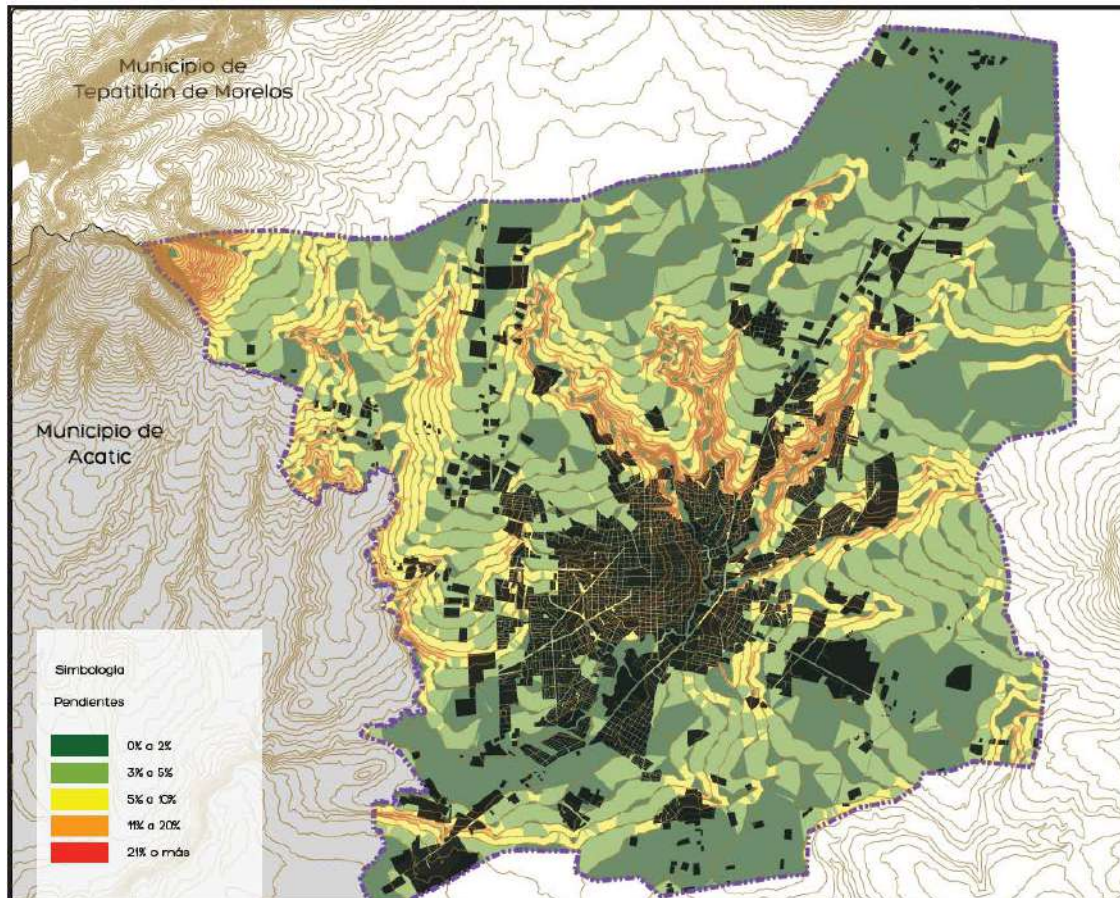 Municipio de
Tepatitlán de Morelos
Municipio de
Acatic
Simbología
Pendientes
0% a 2%
3% a 5%
5% a 10%
11% a 20%
21% o más